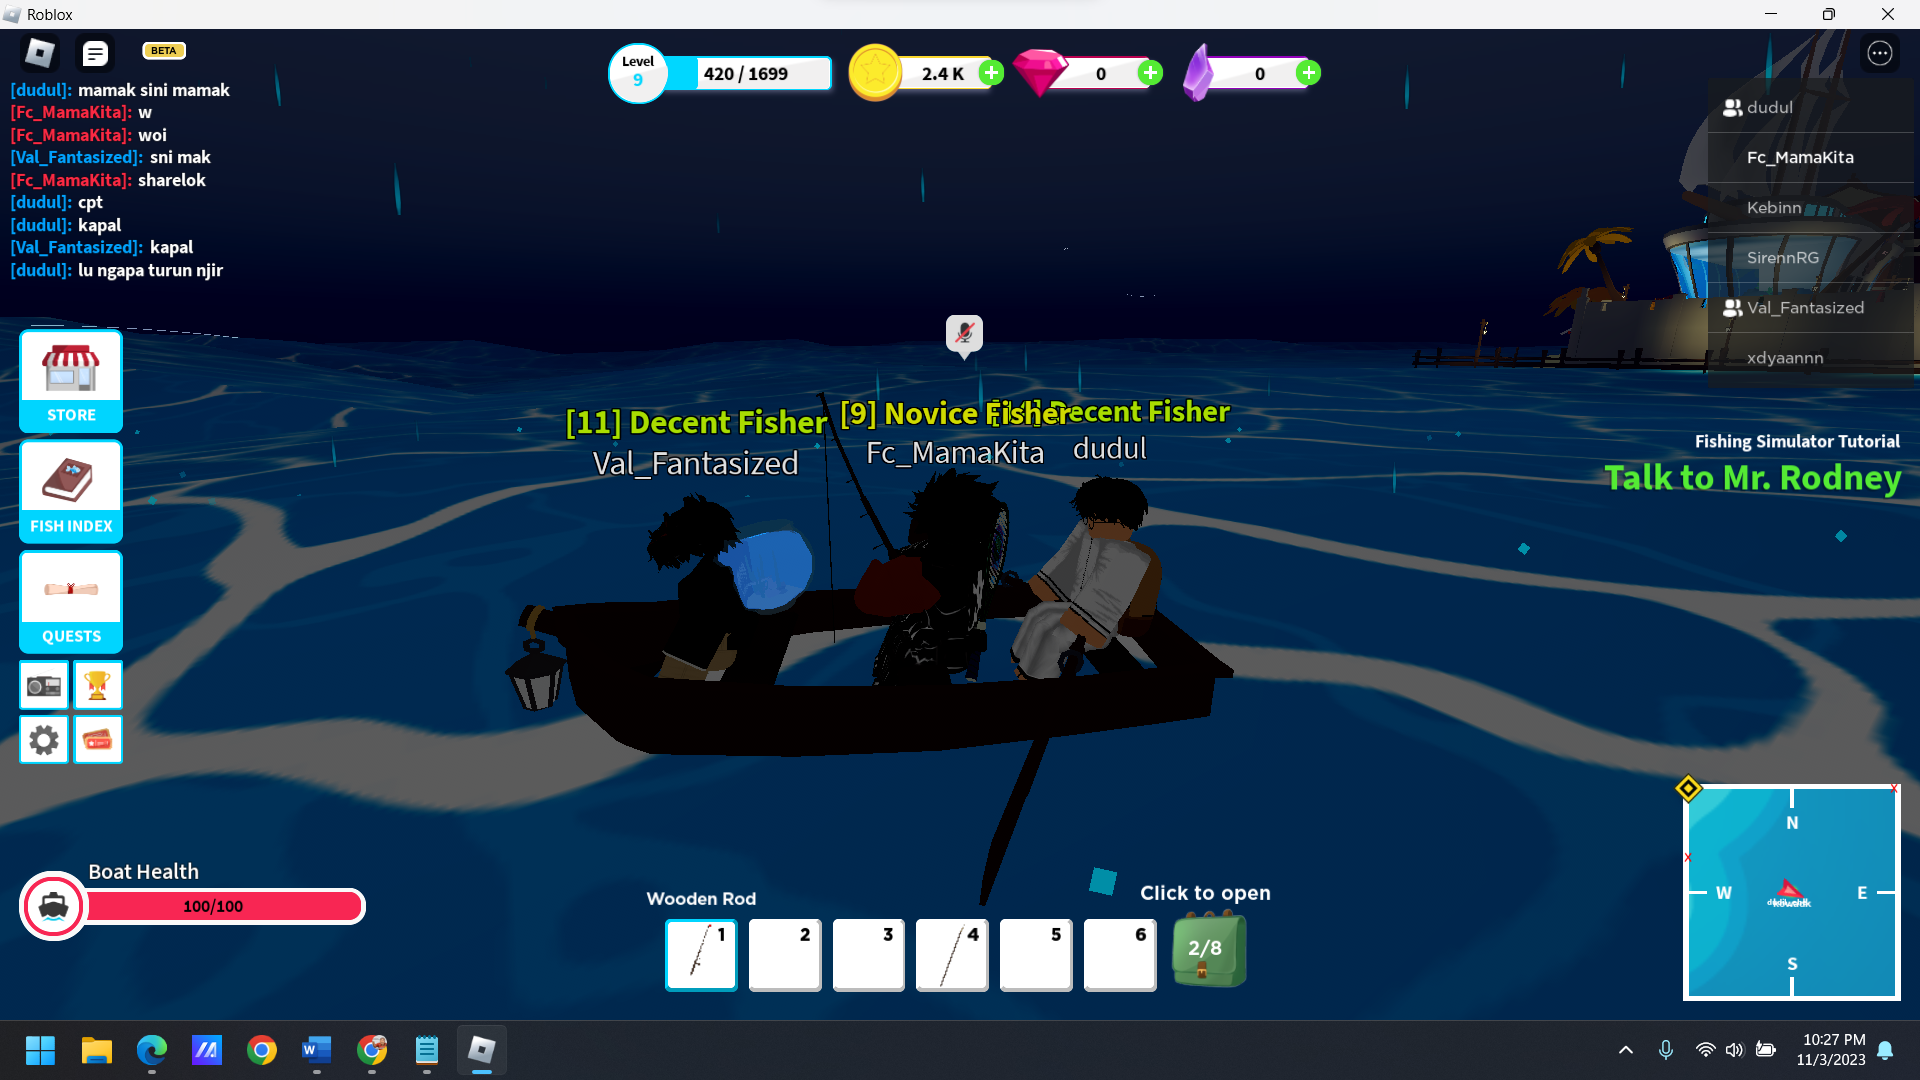 Roblox
BETA
[dudul]: mamak sini mamak
[Fc_MamaKita]: w
[Fc_MamaKita]: woi
[Val_Fantasized]: sni mak
[Fc_MamaKita]: sharelok
[dudul]: cpt
[dudul]: kapal
[Val_Fantasized]: kapal
[dudul]: lu ngapa turun njir
Level
9
420 / 1699
2.4 K
0
0
dudul
Fc_MamaKita
Kebinn
SirennRG
Val_Fantasized
xdyaannn
STORE
FISH INDEX
QUESTS
[11] Decent Fisher
Val_Fantasized
[9] Novice Fisher
Fc_MamaKita
Decent Fisher
dudul
Fishing Simulator Tutorial
Talk to Mr. Rodney
Boat Health
100/100
Wooden Rod
1
2
3
4
5
6
Click to open
2/8
N
W
E
S
10:27 PM
11/3/2023